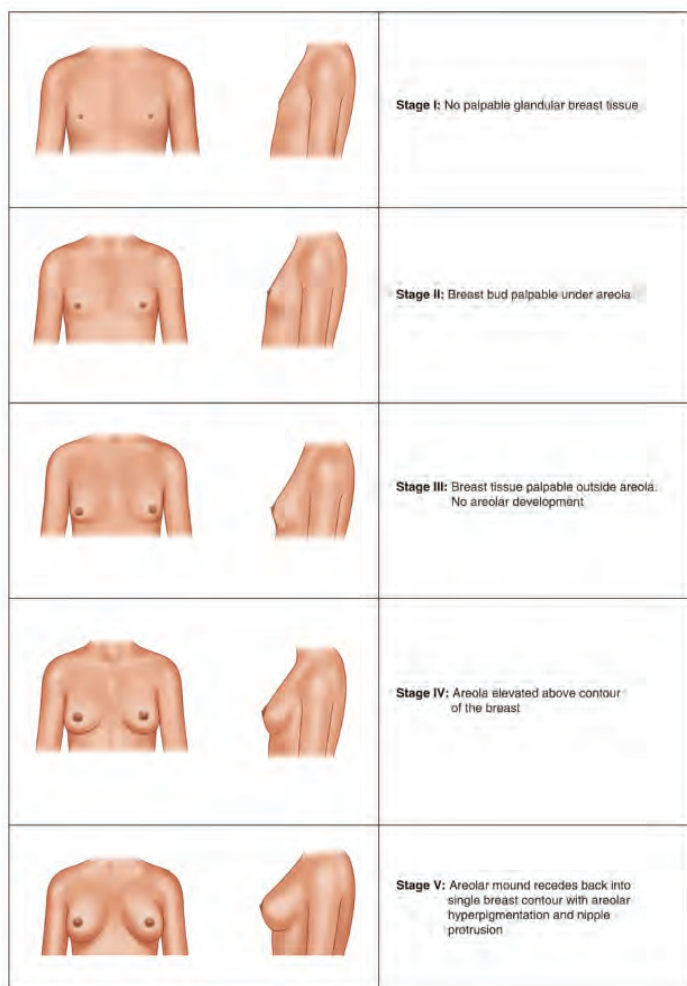 Stage I: No palpable glandular breast tissue
Stage II: Breast bud palpable under areola
Stage III: Breast tissue palpable outside areola.
No areolar development
Stage IV: Areola elevated above contour
of the breast
Stage V: Areolar mound recedes back into
single breast contour with areolar
hyperpigmentation and nipple
protrusion